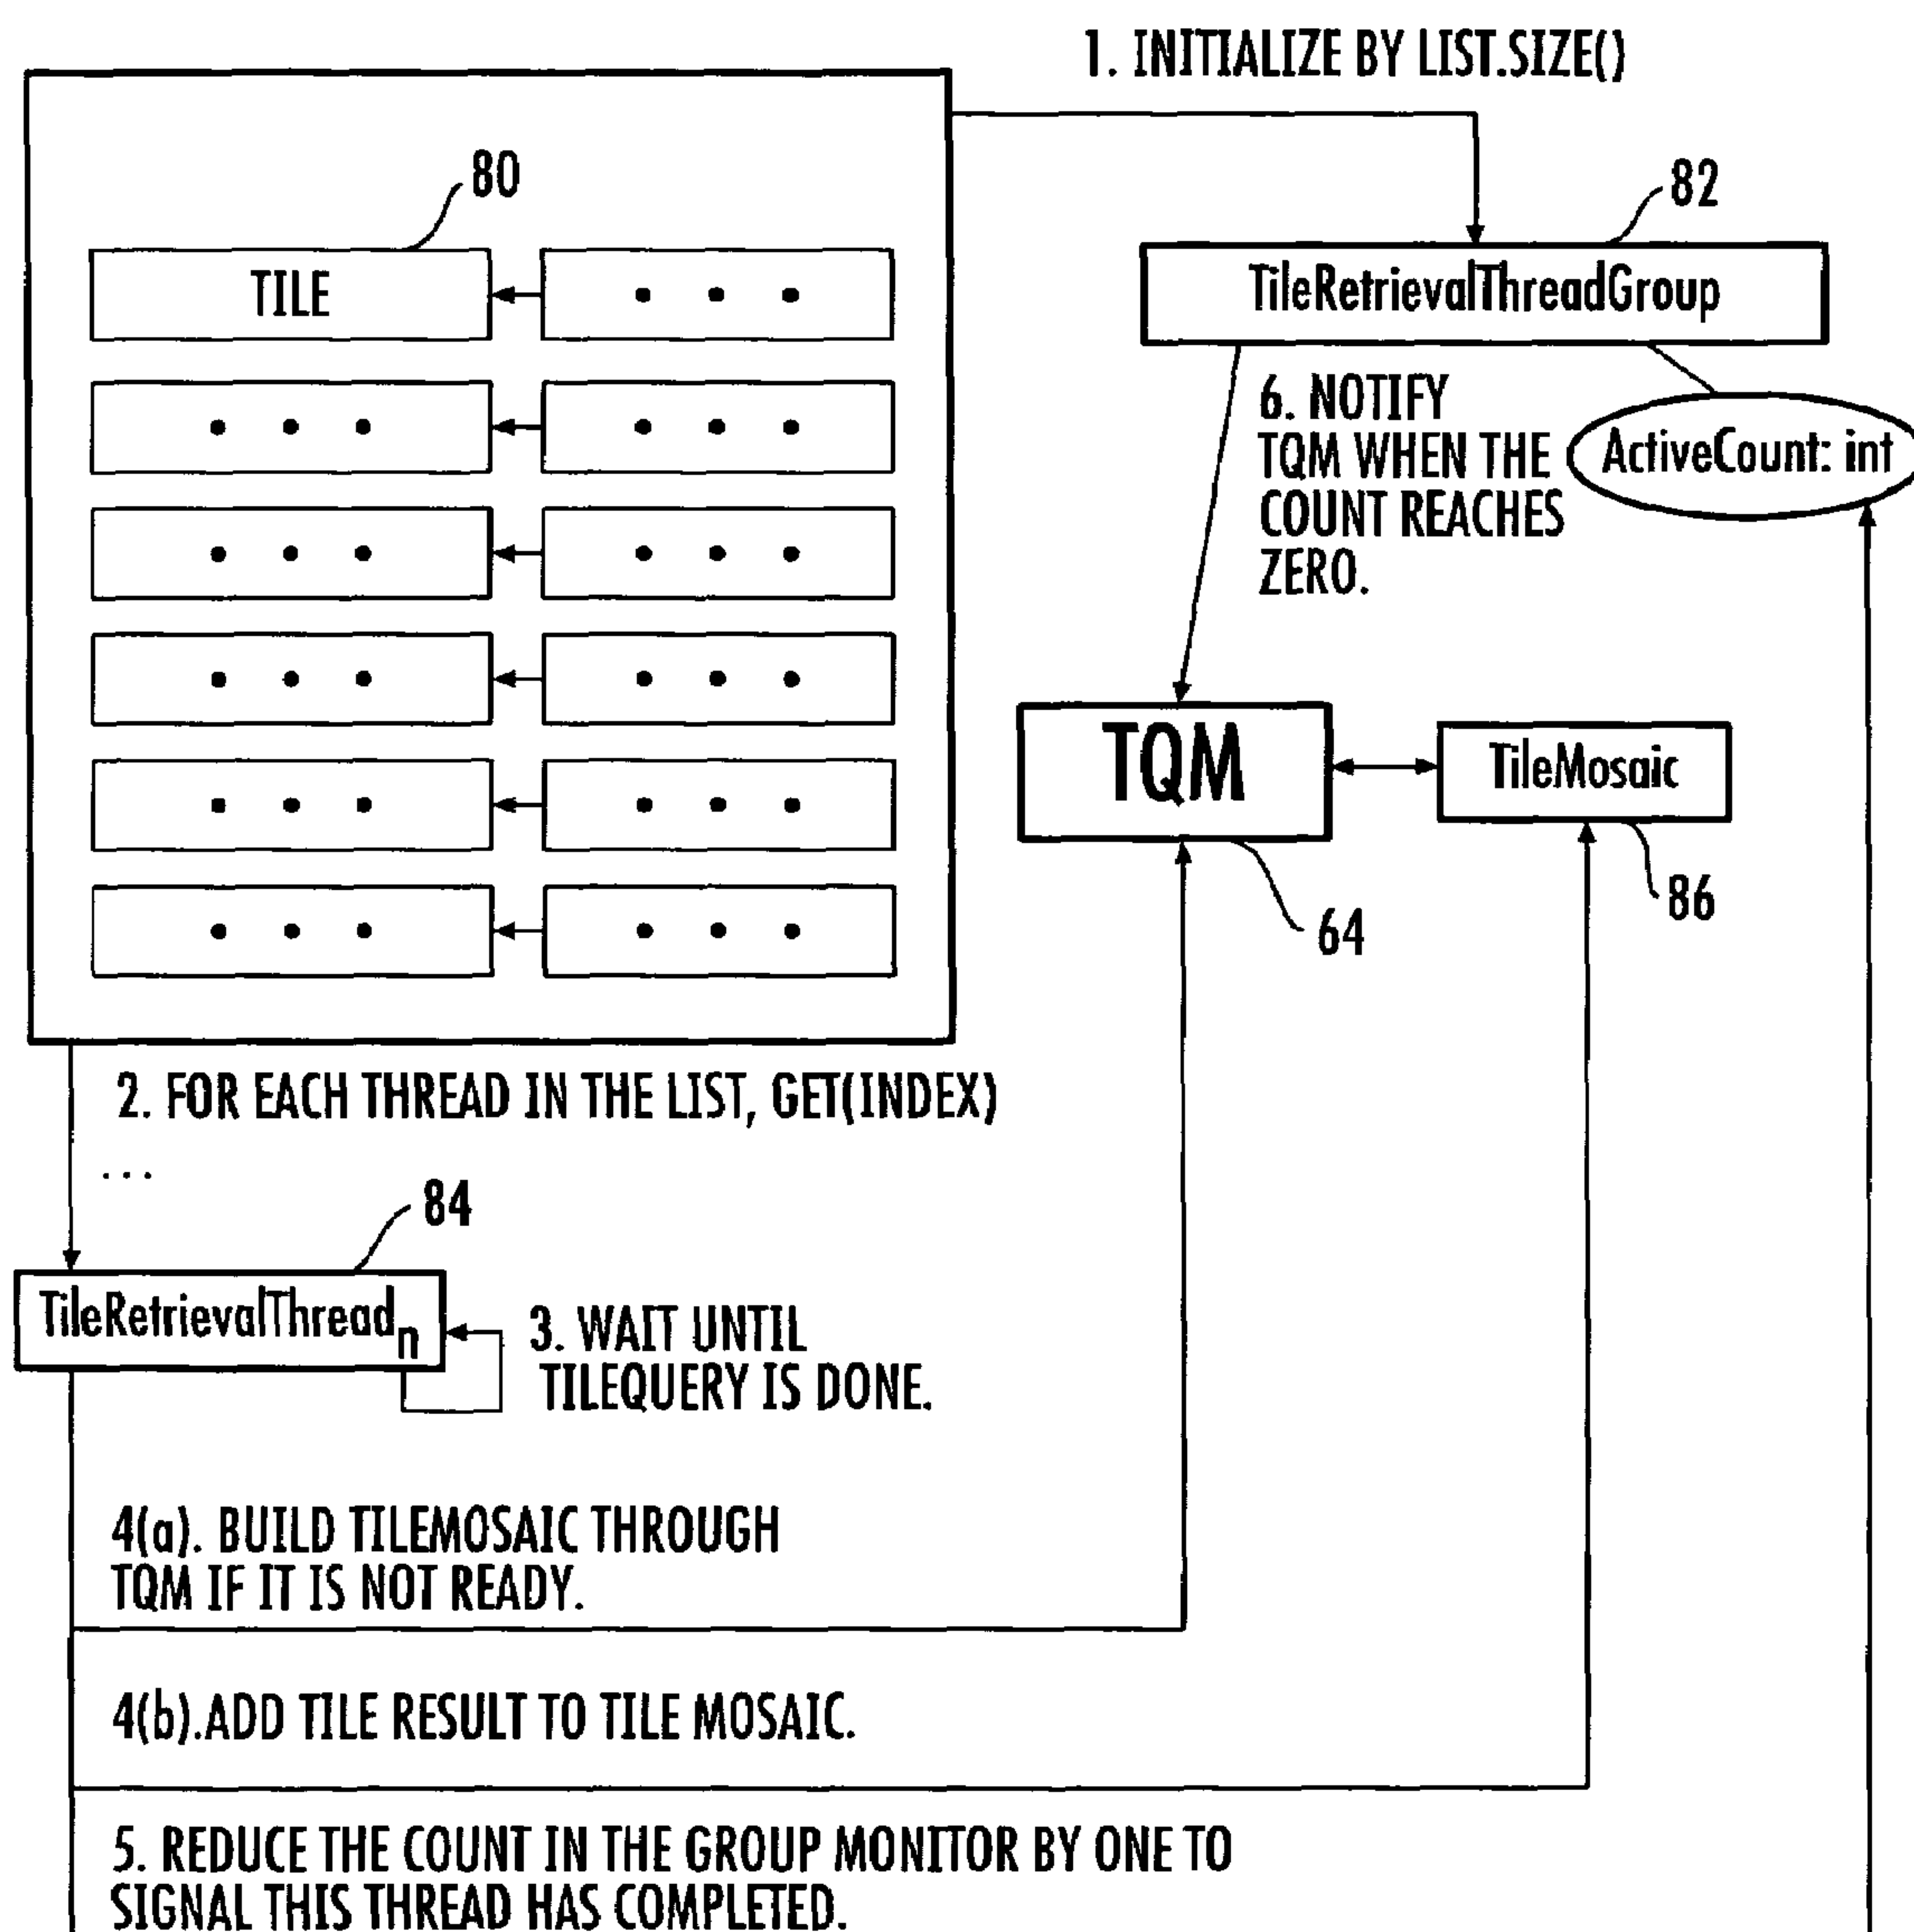 1. INITIALIZE BY LIST.SIZE()
80
82
TILE
• • •
TileRetrievalThreadGroup
• • •
• • •
6. NOTIFY
TQM WHEN THE
COUNT REACHES
ZERO.
ActiveCount: int
• • •
• • •
• • •
• • •
TQM
TileMosaic
• • •
• • •
86
64
• • •
• • •
2. FOR EACH THREAD IN THE LIST, GET(INDEX)
...
84
TileRetrievalThread n
3. WAIT UNTIL
TILEQUERY IS DONE.
4(a). BUILD TILEMOSAIC THROUGH
TQM IF IT IS NOT READY.
4(b).ADD TILE RESULT TO TILE MOSAIC.
5. REDUCE THE COUNT IN THE GROUP MONITOR BY ONE TO
SIGNAL THIS THREAD HAS COMPLETED.